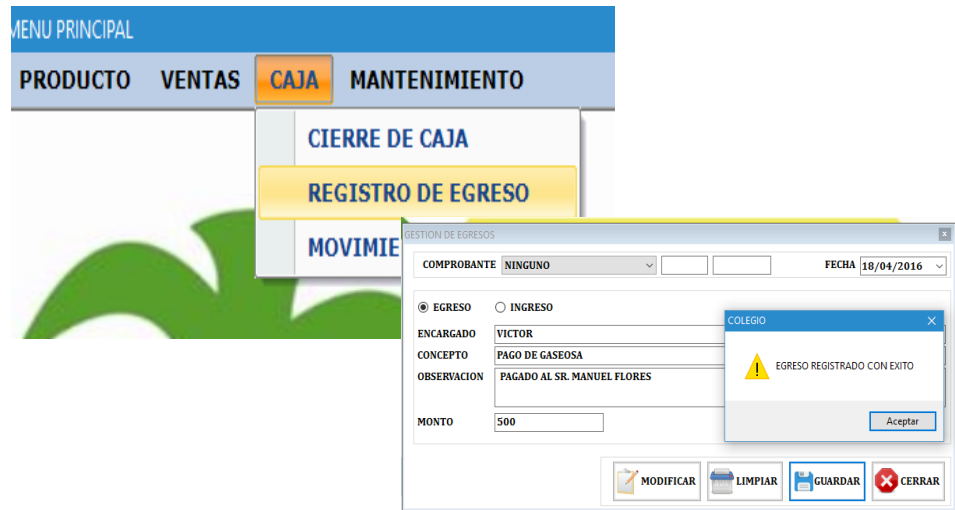 MENU PRINCIPAL
PRODUCTO VENTAS CAJA MANTENIMIENTO
CIERRE DE CAJA
REGISTRO DE EGRESO
MOVIMIE
GESTION DE EGRESOS
COMPROBANTE NINGUNO FECHA 18/04/2016
EGRESO INGRESO
ENCARGADO VICTOR
CONCEPTO PAGO DE GASEOSA
OBSERVACION PAGADO AL SR. MANUEL FLORES
MONTO 500
COLEGIO
EGRESO REGISTRADO CON EXITO
Aceptar
MODIFICAR LIMPIAR GUARDAR CERRAR